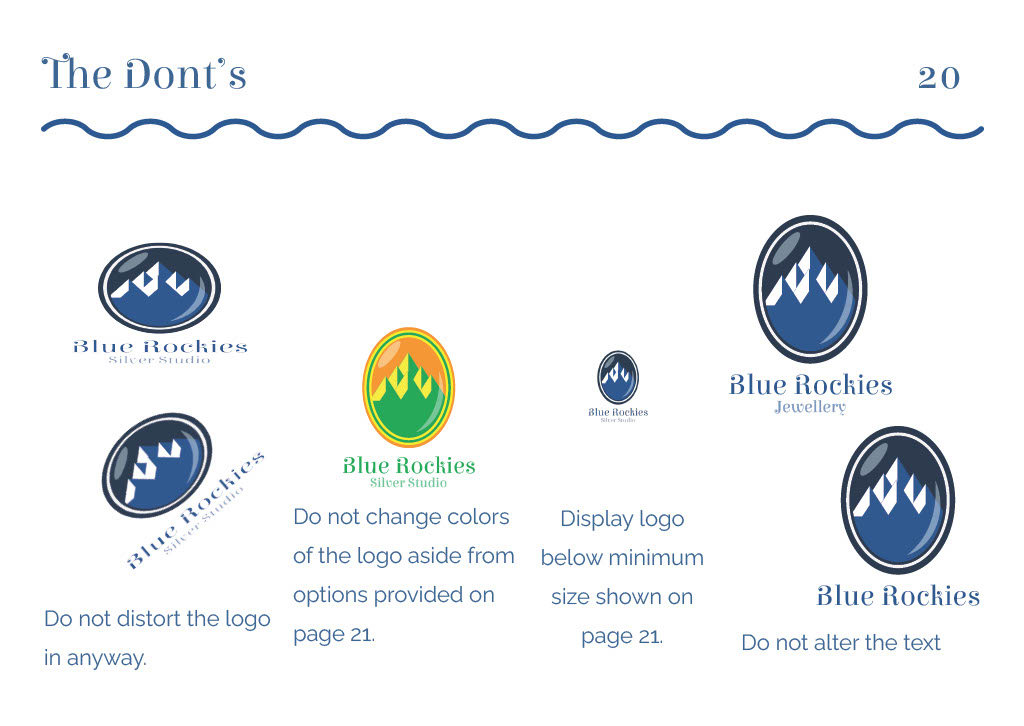 The Dont's
20
Blue Rockies
Silver Studio
Blue Rockies
Silver Studio
Do not distort the logo
in anyway.
Blue Rockies
Silver Studio
Do not change colors
of the logo aside from
options provided on
page 21.
Blue Rockies
Silver Studio
Display logo
below minimum
size shown on
page 21.
Blue Rockies
Jewellery
Blue Rockies
Do not alter the text